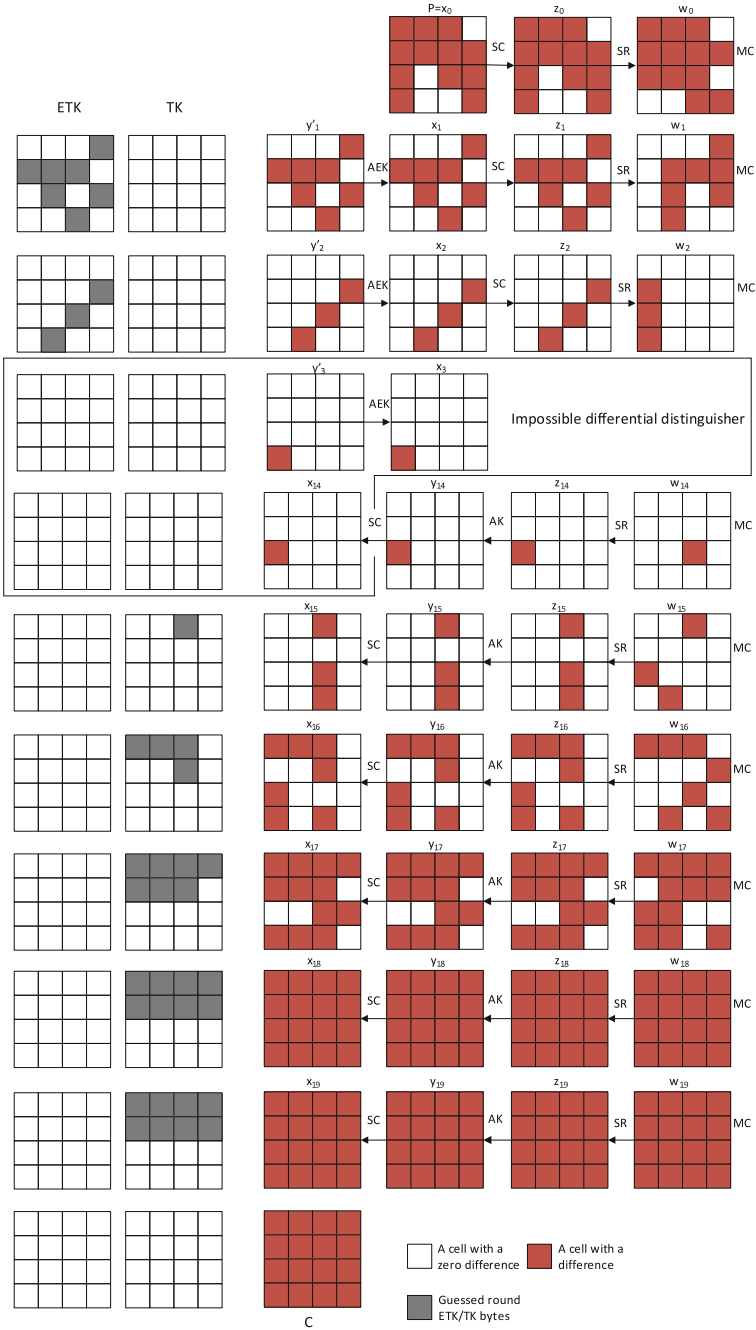 P=x0 z0 w0
SC SR MC
ETK TK
y'1 x1 z1 w1
AEK SC SR MC
y'2 x2 z2 w2
AEK SC SR MC
y'3 x3
AEK
Impossible differential distinguisher
x14 y14 z14 w14
SC AK SR MC
x15 y15 z15 w15
SC AK SR MC
x16 y16 z16 w16
SC AK SR MC
x17 y17 z17 w17
SC AK SR MC
x18 y18 z18 w18
SC AK SR MC
x19 y19 z19 w19
SC AK SR MC
A cell with a
zero difference
A cell with a
difference
Guessed round
ETK/TK bytes
C